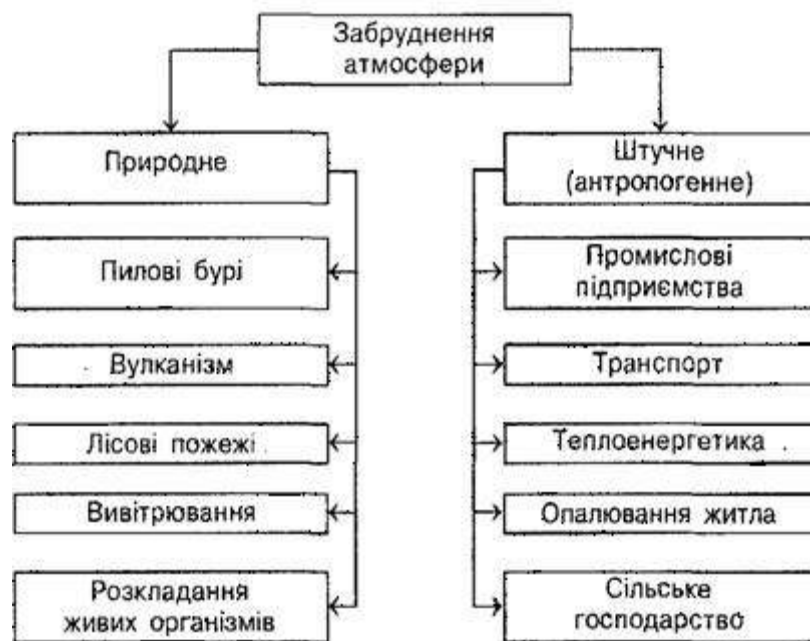 Забруднення
атмосфери
Природне
Пилові бурі
Вулканізм
Лісові пожежі
Вивітрювання
Розкладання
живих організмів
Штучне
(антропогенне)
Промислові
підприємства
Транспорт
Теплоенергетика
Опалювання житла
Сільське
господарство